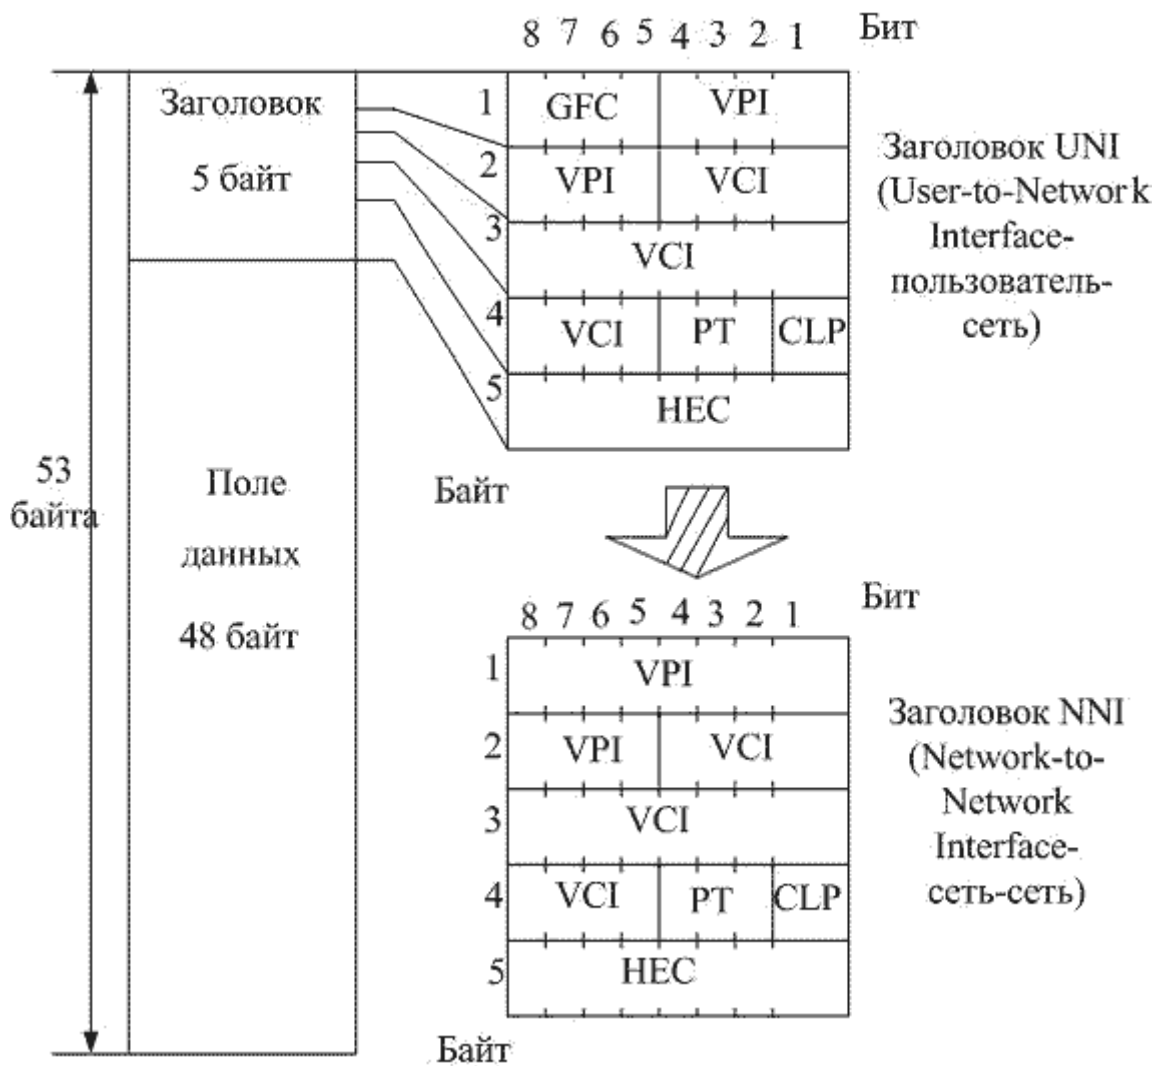 8 7 6 5 4 3 2 1 Бит
Заголовок
5 байт
1 GFC VPI
2 VPI VCI
3 VCI
4 VCI PT CLP
5 HEC
Байт
Заголовок UNI
(User-to-Network
Interface-
пользователь-
сеть)
53
байта
Поле
данных
48 байт
8 7 6 5 4 3 2 1 Бит
1 VPI
2 VPI VCI
3 VCI
4 VCI PT CLP
5 HEC
Байт
Заголовок NNI
(Network-to-
Network
Interface-
сеть-сеть)